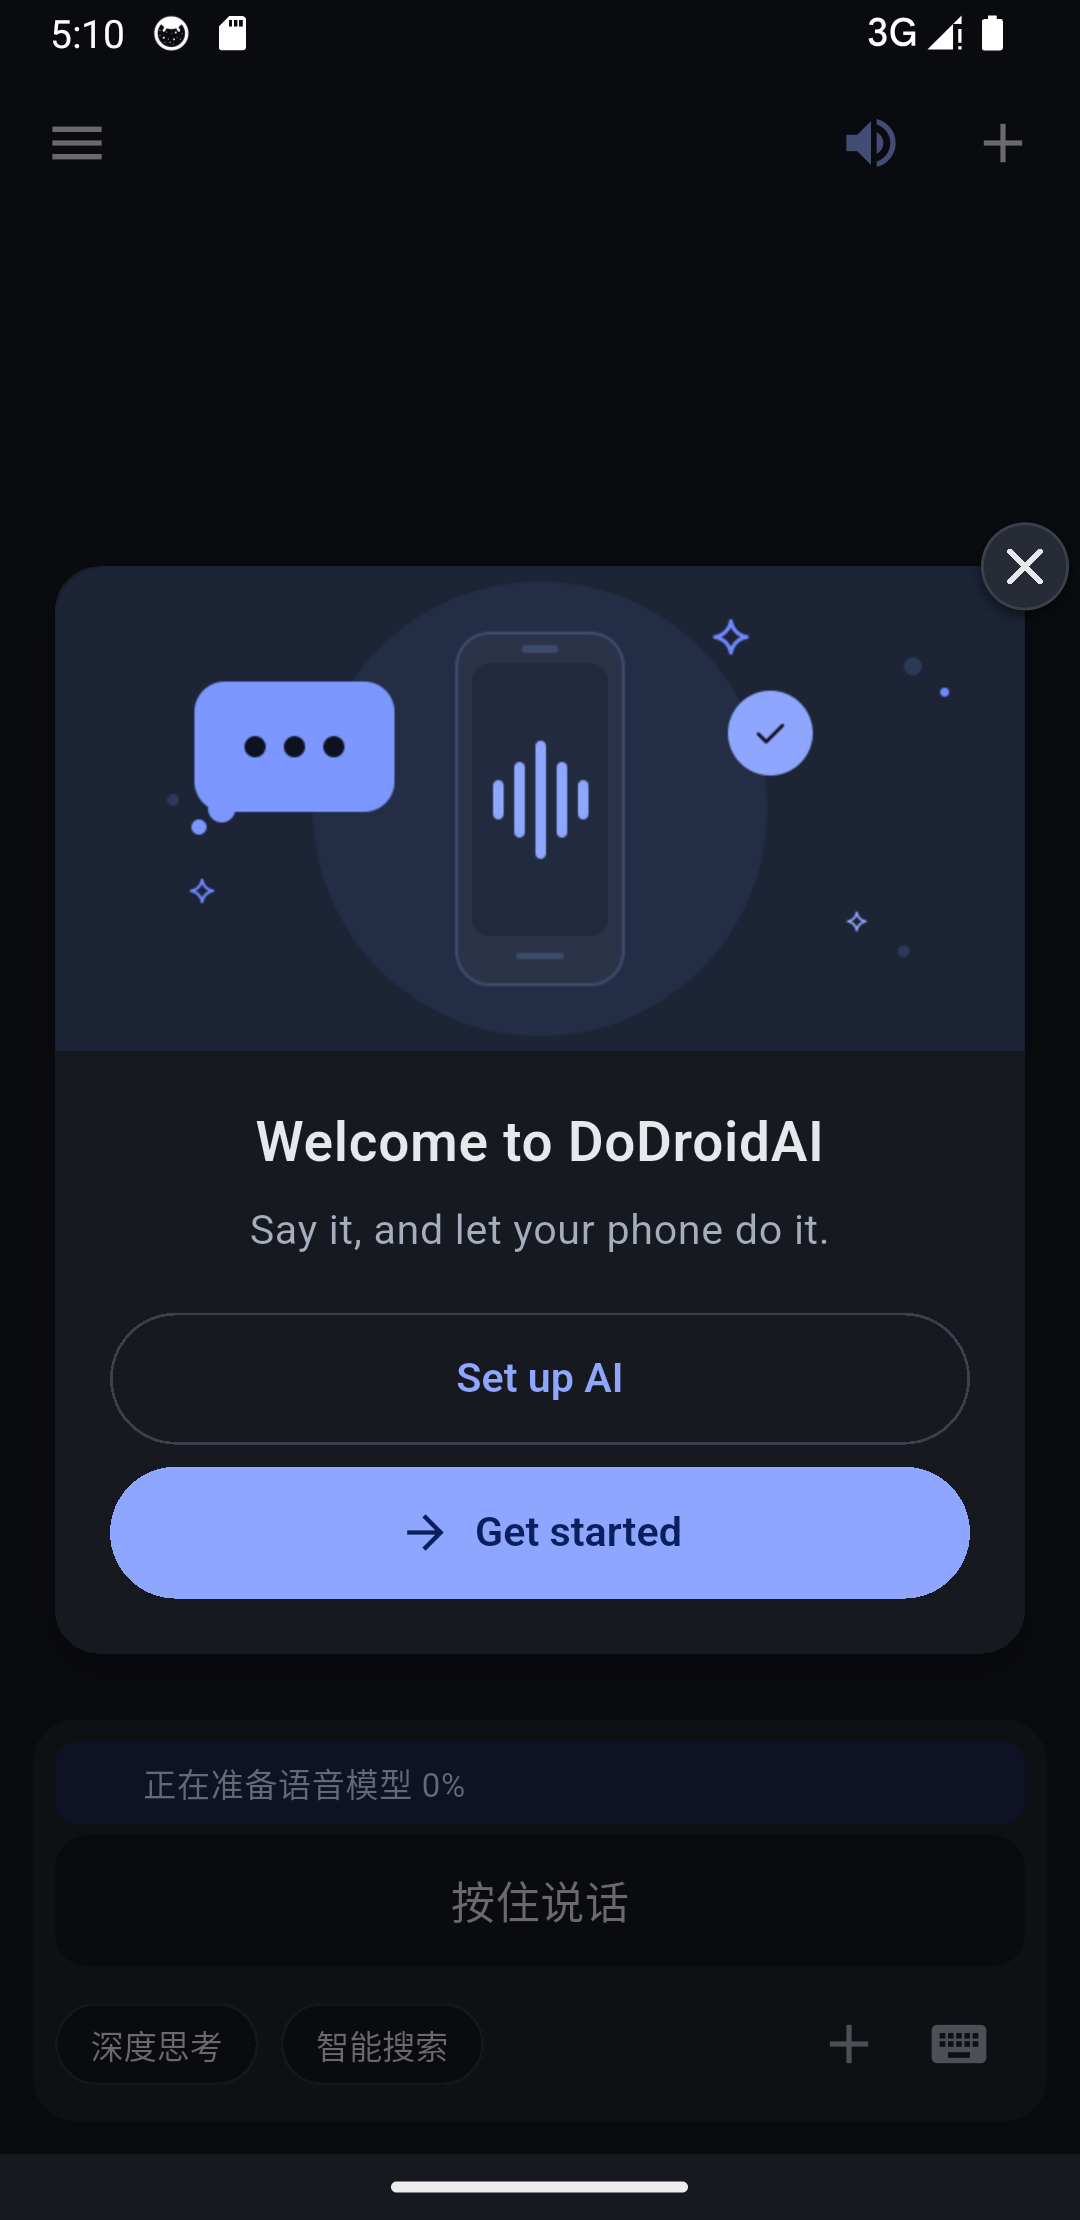 5:10
3G
Welcome to DoDroidAI
Say it, and let your phone do it.
Set up AI
Get started
正在准备语音模型 0%
按住说话
深度思考
智能搜索